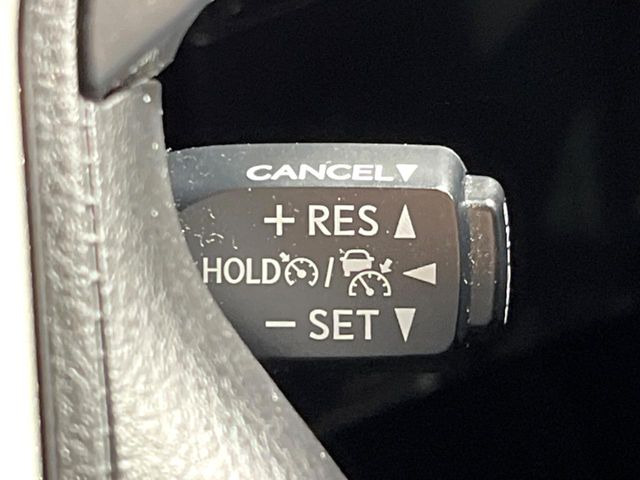 CANCEL▼
+ RES ▲
HOLD / ◀
− SET ▼